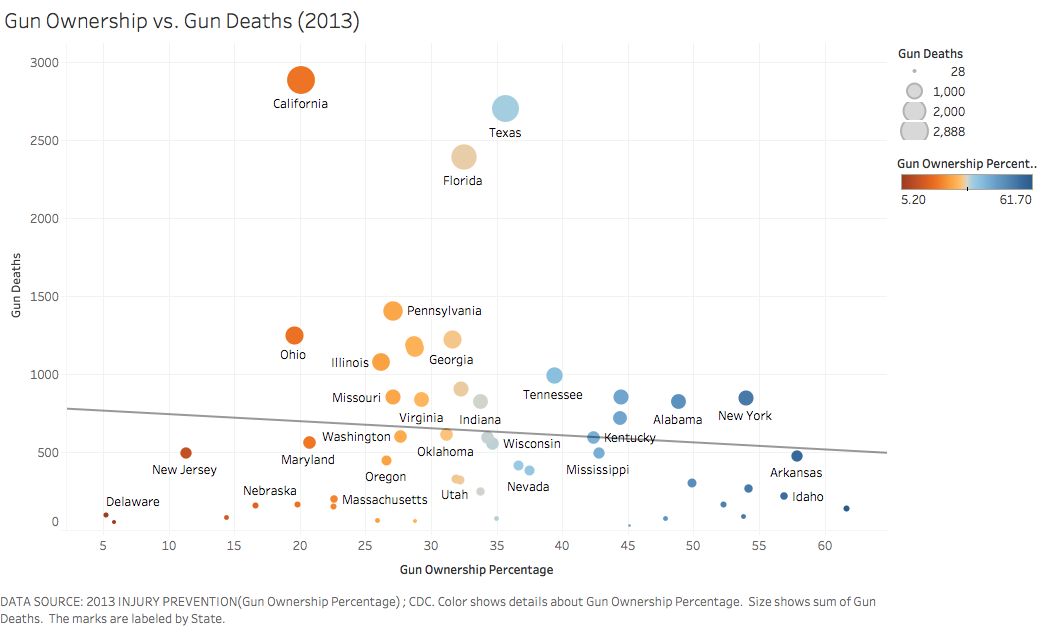 Gun Ownership vs. Gun Deaths (2013)
Gun Deaths
3000
2500
2000
1500
1000
500
0
5
10
15
20
25
30
35
40
45
50
55
60
Gun Ownership Percentage
California
Texas
Florida
Pennsylvania
Ohio
Illinois
Georgia
Tennessee
Missouri
Virginia
Indiana
Alabama
New York
Washington
Oklahoma
Wisconsin
Kentucky
New Jersey
Maryland
Oregon
Mississippi
Arkansas
Nevada
Delaware
Nebraska
Massachusetts
Utah
Idaho
Gun Deaths
28
1,000
2,000
2,888
Gun Ownership Percent..
5.20
61.70
DATA SOURCE: 2013 INJURY PREVENTION(Gun Ownership Percentage) ; CDC. Color shows details about Gun Ownership Percentage.  Size shows sum of Gun
Deaths.  The marks are labeled by State.